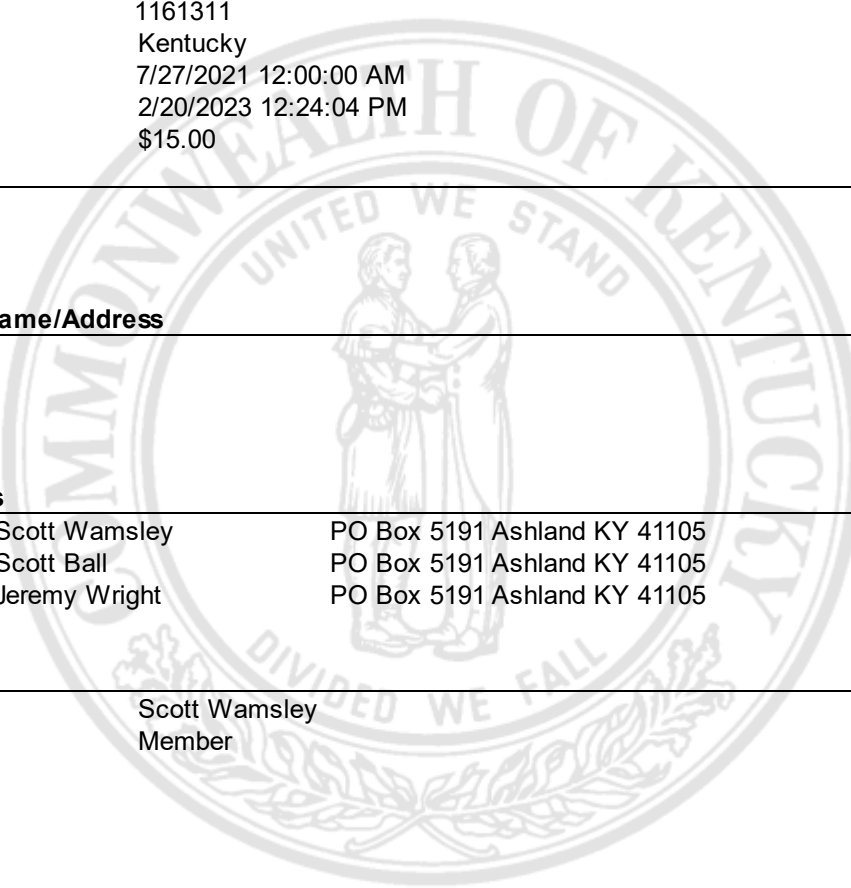 1161311
Kentucky
7/27/2021 12:00:00 AM
2/20/2023 12:24:04 PM
$15.00
COMMONWEALTH OF KENTUCKY
UNITED WE STAND
ame/Address
s
Scott Wamsley PO Box 5191 Ashland KY 41105
Scott Ball PO Box 5191 Ashland KY 41105
Jeremy Wright PO Box 5191 Ashland KY 41105
DIVIDED WE FALL
Scott Wamsley
Member